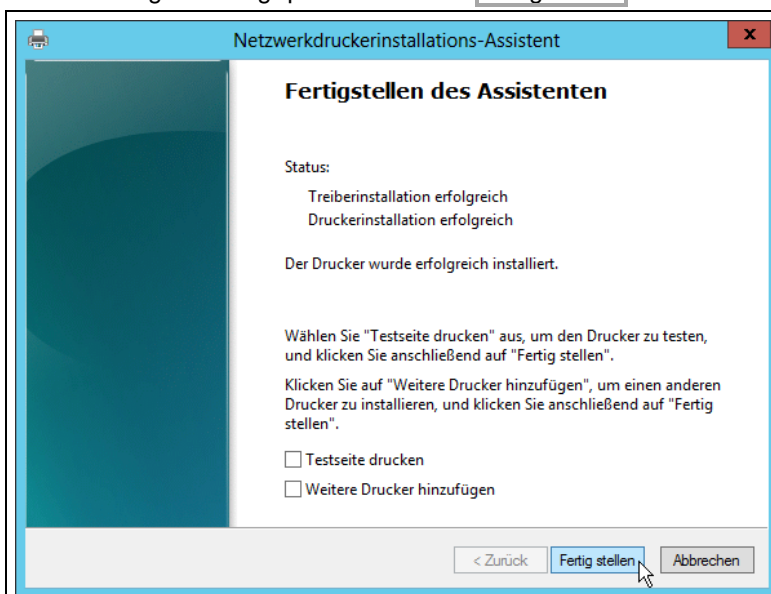 Netzwerkdruckerinstallations-Assistent
x
Fertigstellen des Assistenten
Status:
Treiberinstallation erfolgreich
Druckerinstallation erfolgreich
Der Drucker wurde erfolgreich installiert.
Wählen Sie "Testseite drucken" aus, um den Drucker zu testen,
und klicken Sie anschließend auf "Fertig stellen".
Klicken Sie auf "Weitere Drucker hinzufügen", um einen anderen
Drucker zu installieren, und klicken Sie anschließend auf "Fertig
stellen".
Testseite drucken
Weitere Drucker hinzufügen
< Zurück Fertig stellen Abbrechen